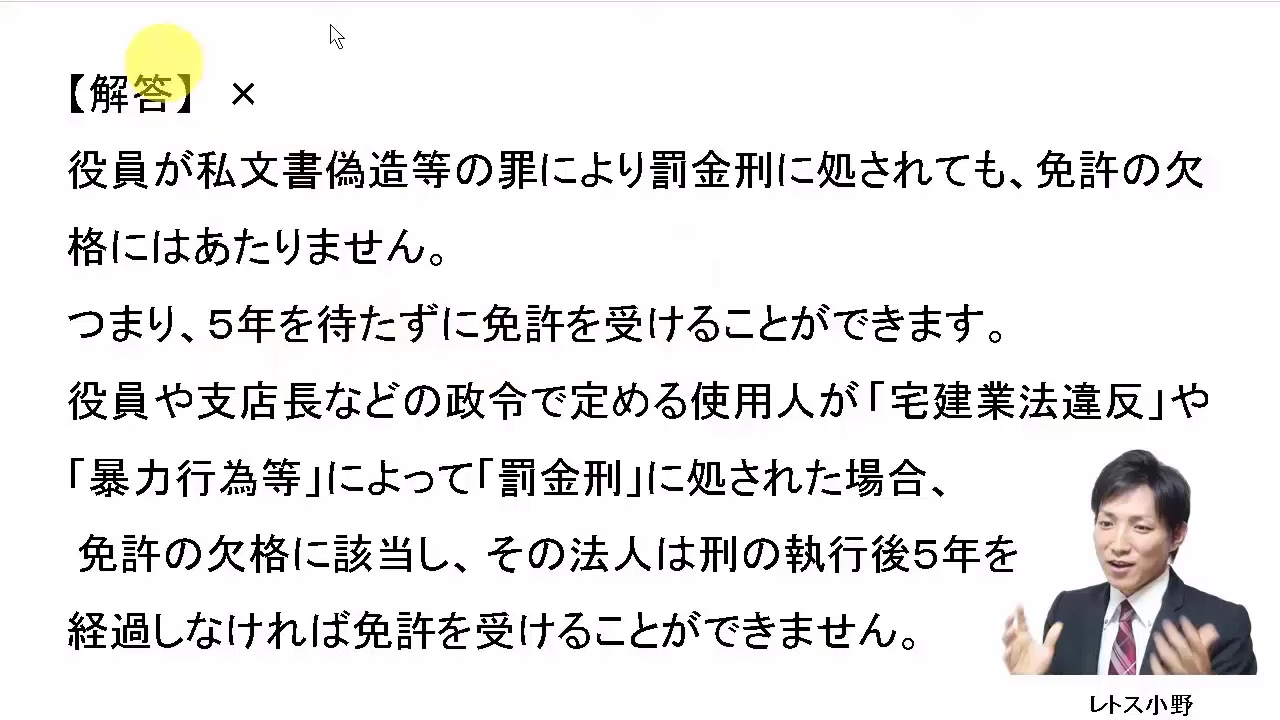 【解答】 ×
役員が私文書偽造等の罪により罰金刑に処されても、免許の欠
格にはあたりません。
つまり、５年を待たずに免許を受けることができます。
役員や支店長などの政令で定める使用人が「宅建業法違反」や
「暴力行為等」によって「罰金刑」に処された場合、
免許の欠格に該当し、その法人は刑の執行後５年を
経過しなければ免許を受けることができません。
レトス小野